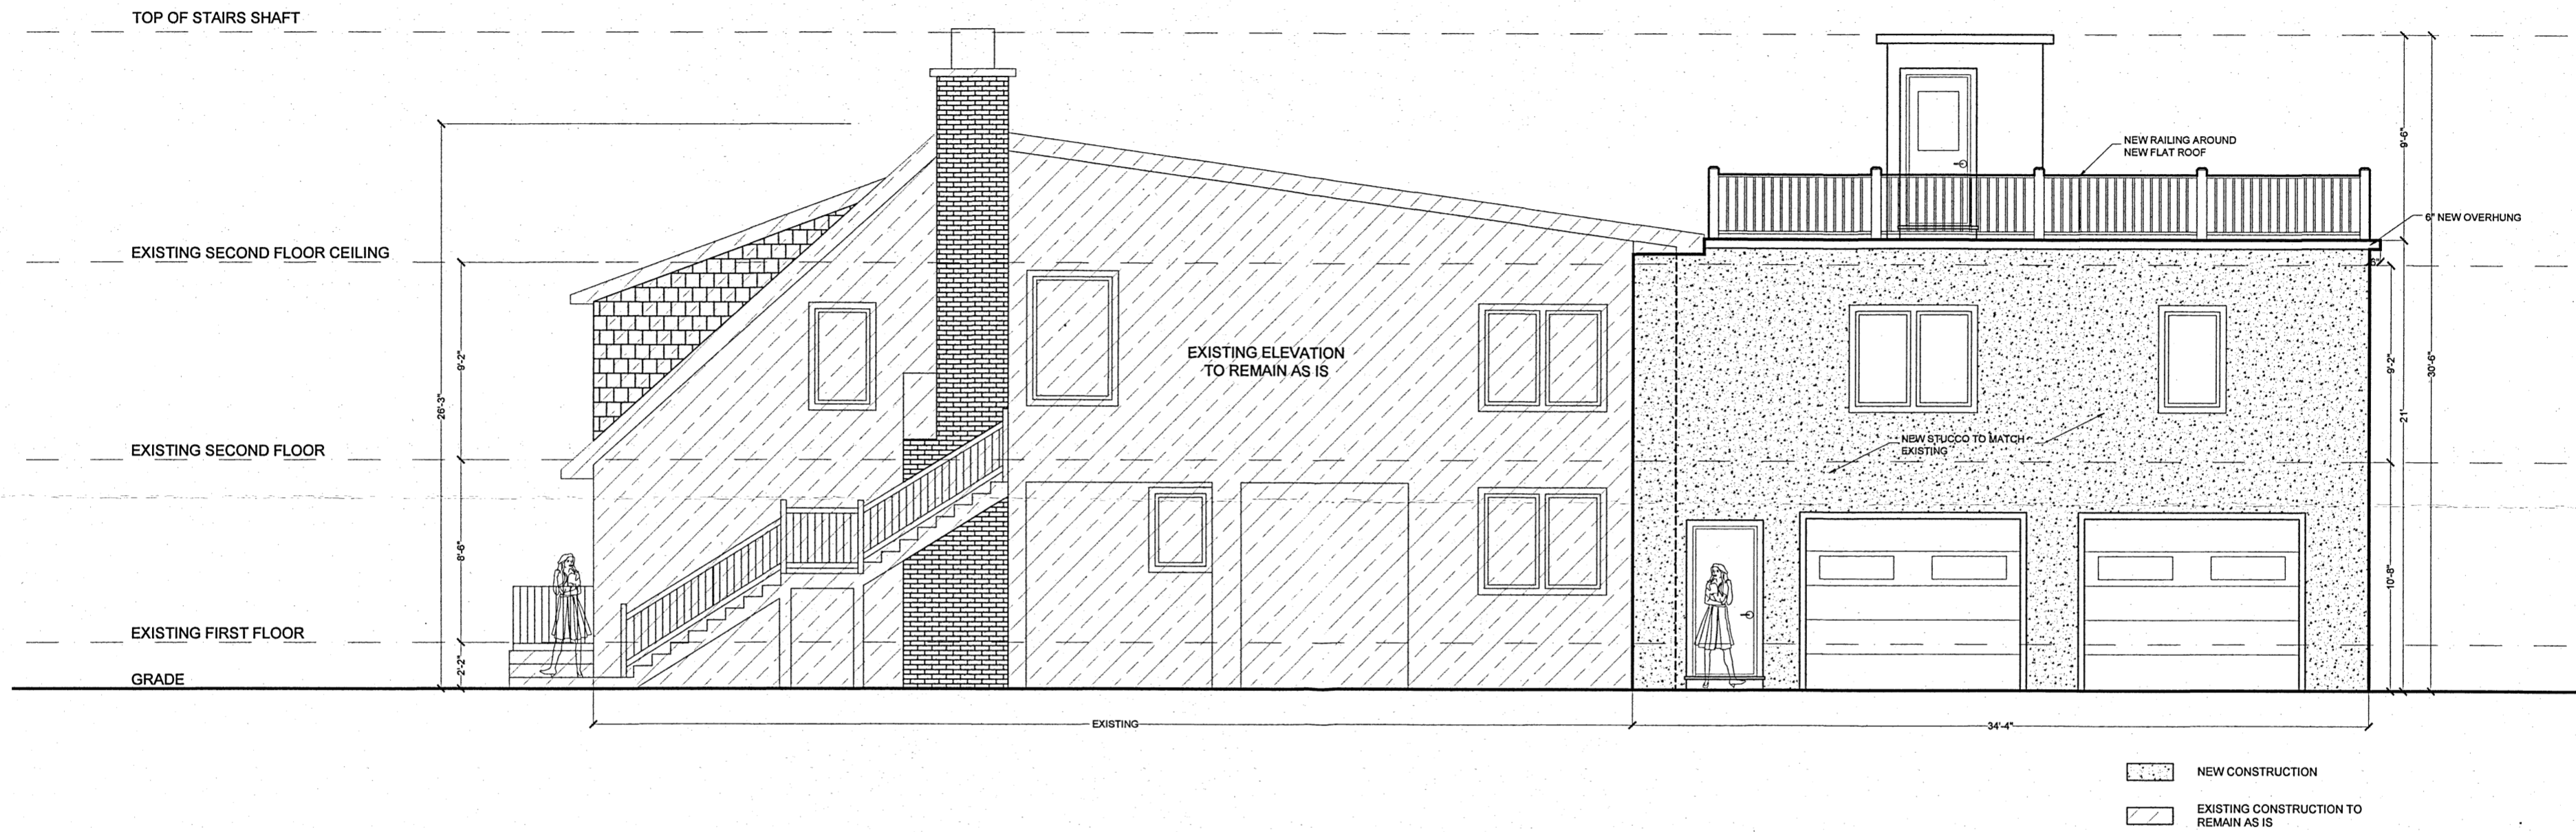 TOP OF STAIRS SHAFT
NEW RAILING AROUND
NEW FLAT ROOF
9'-6"
6" NEW OVERHUNG
EXISTING SECOND FLOOR CEILING
6"
EXISTING ELEVATION
TO REMAIN AS IS
9'-2"
9'-2"
30'-6"
26'-3"
21'
NEW STUCCO TO MATCH
EXISTING
EXISTING SECOND FLOOR
8'-6"
10'-8"
EXISTING FIRST FLOOR
2'-2"
GRADE
EXISTING
34'-4"
NEW CONSTRUCTION
EXISTING CONSTRUCTION TO
REMAIN AS IS